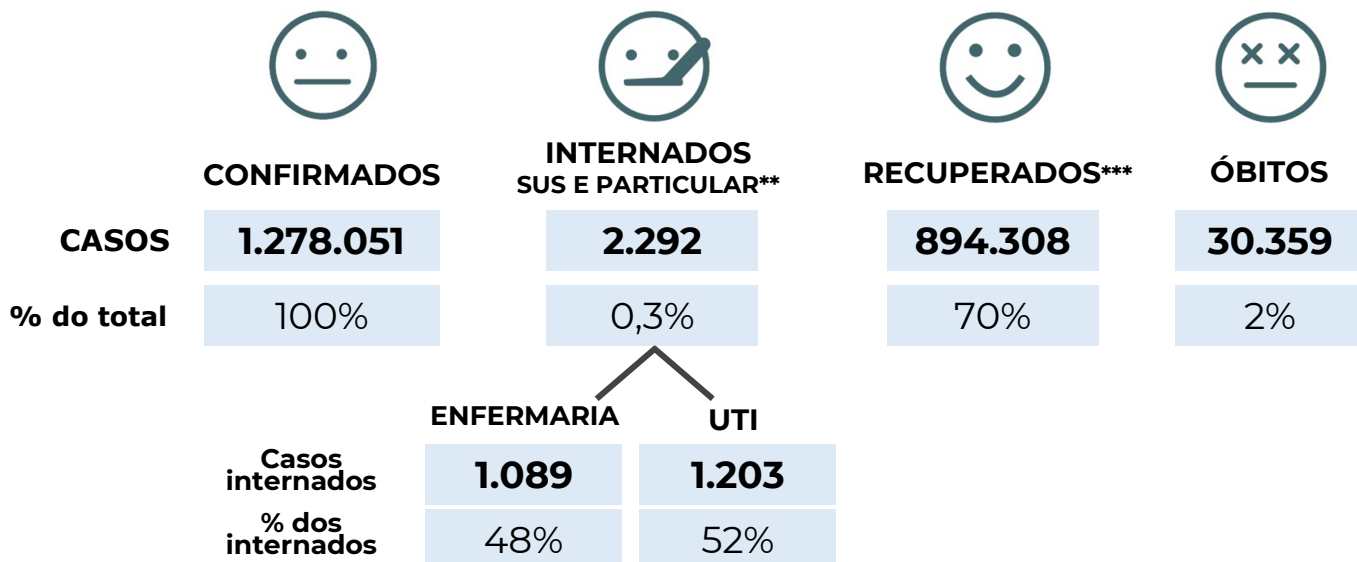 CONFIRMADOS
INTERNADOS
SUS E PARTICULAR**
RECUPERADOS***
ÓBITOS
CASOS 1.278.051 2.292 894.308 30.359
% do total 100% 0,3% 70% 2%
ENFERMARIA UTI
Casos
internados
1.089 1.203
% dos
internados
48% 52%